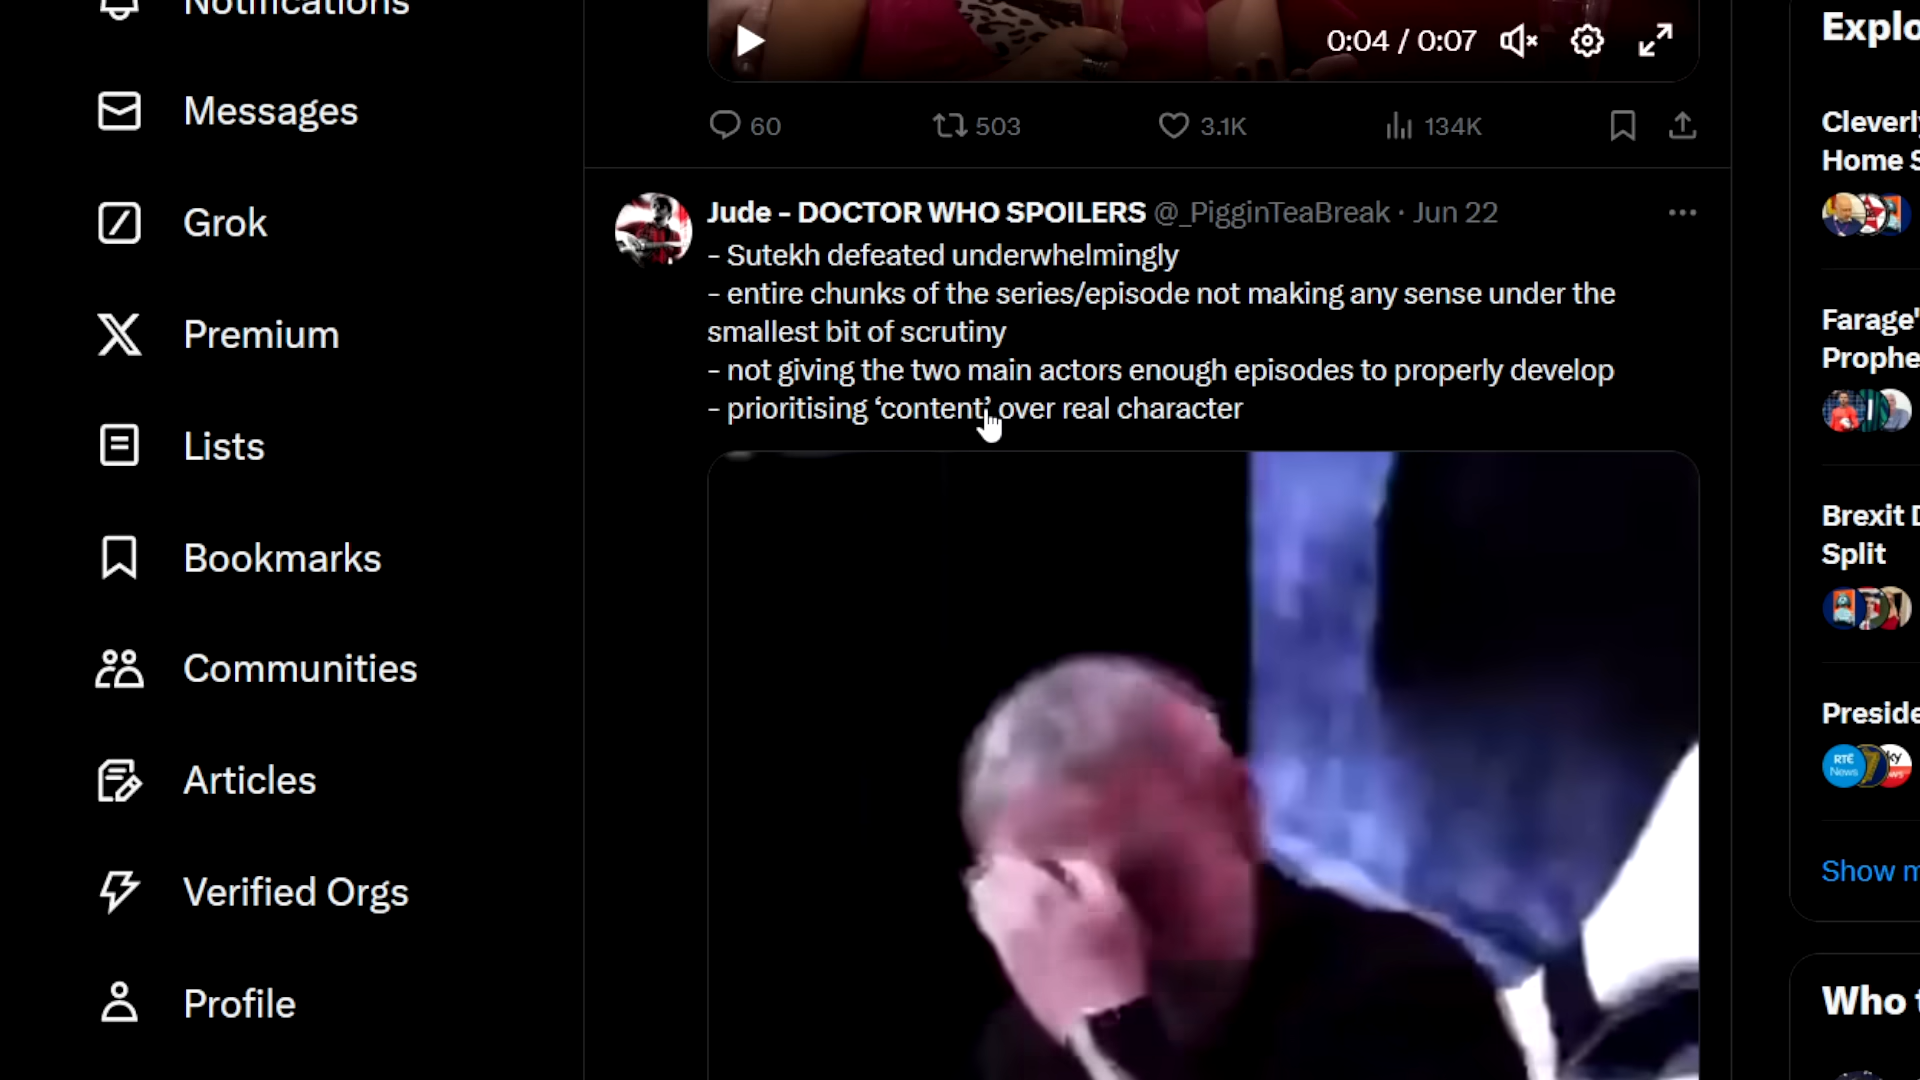 Notifications
Messages
Grok
Premium
Lists
Bookmarks
Communities
Articles
Verified Orgs
Profile
0:04 / 0:07
60
503
3.1K
134K
Jude - DOCTOR WHO SPOILERS @_PigginTeaBreak · Jun 22
- Sutekh defeated underwhelmingly
- entire chunks of the series/episode not making any sense under the
smallest bit of scrutiny
- not giving the two main actors enough episodes to properly develop
- prioritising ‘content’ over real character
Explo
Cleverly
Home S
Farage'
Prophe
Brexit D
Split
Preside
RTÉ
News
Show m
Who t